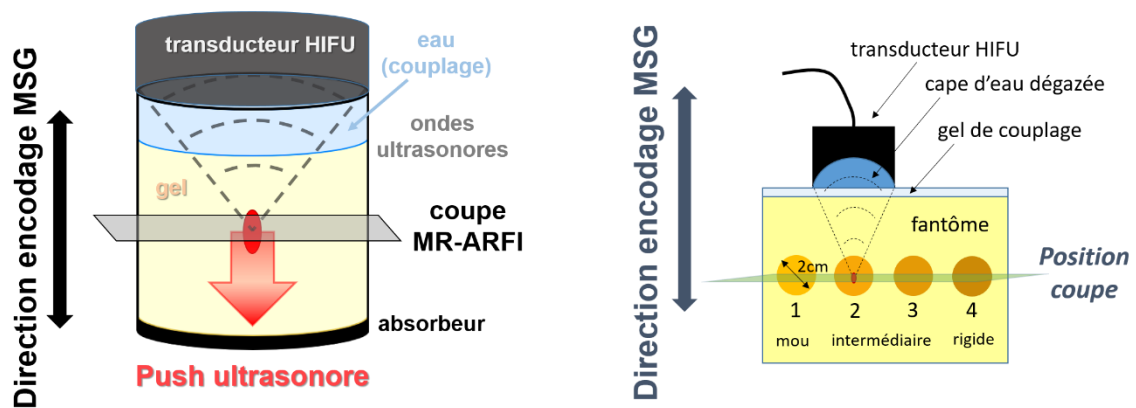 Direction encodage MSG
transducteur HIFU
eau
(couplage)
ondes
ultrasonores
gel
coupe
MR-ARFI
absorbeur
Push ultrasonore
Direction encodage MSG
transducteur HIFU
cape d'eau dégazée
gel de couplage
fantôme
2cm
Position
coupe
1 2 3 4
mou intermédiaire rigide